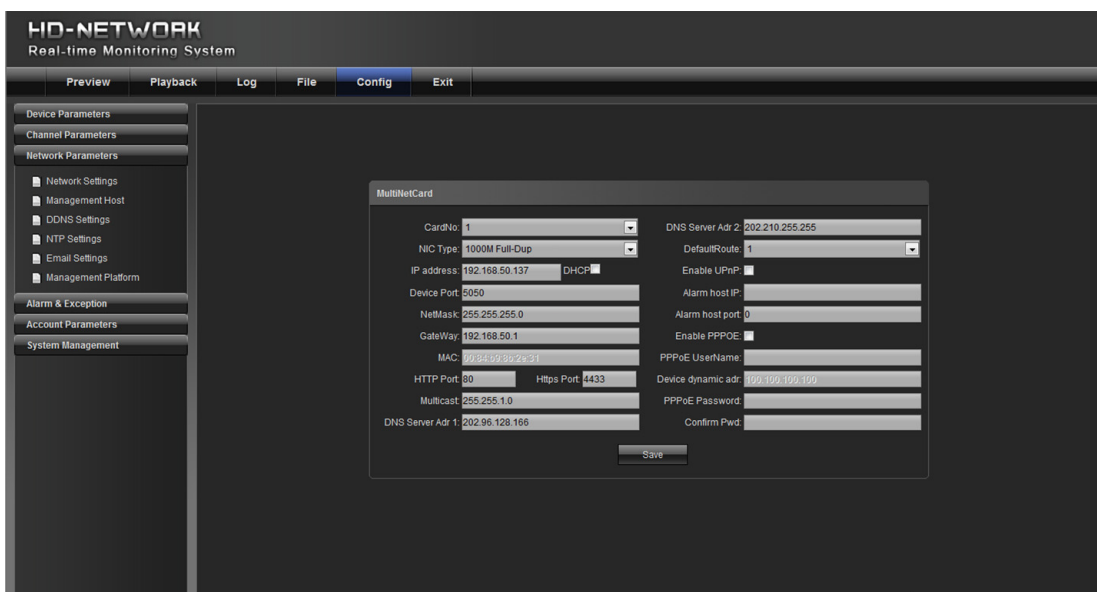 HD-NETWORK
Real-time Monitoring System
Preview Playback Log File Config Exit
Device Parameters
Channel Parameters
Network Parameters
Network Settings
Management Host
DDNS Settings
NTP Settings
Email Settings
Management Platform
Alarm & Exception
Account Parameters
System Management
MultiNetCard
CardNo: 1
NIC Type: 1000M Full-Dup
IP address: 192.168.50.137 DHCP
Device Port: 5050
NetMask: 255.255.255.0
GateWay: 192.168.50.1
MAC: 00:84:b9:8b:2e:31
HTTP Port: 80 Https Port: 4433
Multicast: 255.255.1.0
DNS Server Adr 1: 202.96.128.166
DNS Server Adr 2: 202.210.255.255
DefaultRoute: 1
Enable UPnP:
Alarm host IP:
Alarm host port: 0
Enable PPPOE:
PPPoE UserName:
Device dynamic adr: 100.100.100.100
PPPoE Password:
Confirm Pwd:
Save